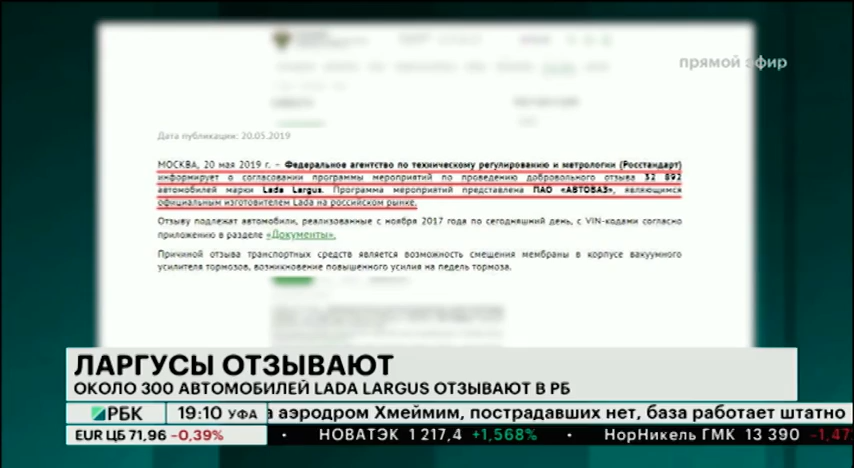 прямой эфир
Дата публикации: 20.05.2019
МОСКВА, 20 мая 2019 г. – Федеральное агентство по техническому регулированию и метрологии (Росстандарт)
информирует о согласовании программы мероприятий по проведению добровольного отзыва 32 892
автомобилей марки Lada Largus. Программа мероприятий представлена ПАО «АВТОВАЗ», являющимся
официальным изготовителем Lada на российском рынке.
Отзыву подлежат автомобили, реализованные с ноября 2017 года по сегодняшний день, с VIN-кодами согласно
приложению в разделе «Документы».
Причиной отзыва транспортных средств является возможность смещения мембраны в корпусе вакуумного
усилителя тормозов, возникновение повышенного усилия на педель тормоза.
ЛАРГУСЫ ОТЗЫВАЮТ
ОКОЛО 300 АВТОМОБИЛЕЙ LADA LARGUS ОТЗЫВАЮТ В РБ
РБК 19:10 УФА а аэродром Хмеймим, пострадавших нет, база работает штатно
EUR ЦБ 71,96 -0,39% • НОВАТЭК 1 217,4 +1,568% • НорНикель ГМК 13 390 -1,47